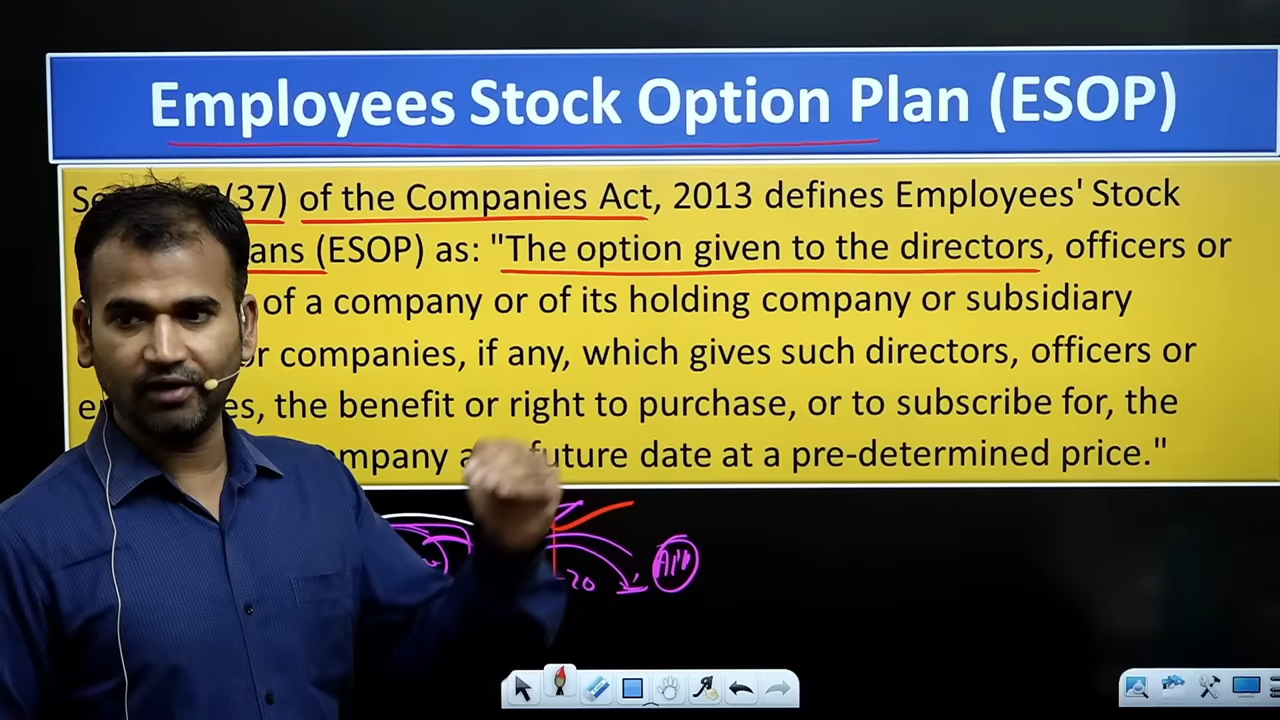 Employees Stock Option Plan (ESOP)
(37) of the Companies Act, 2013 defines Employees' Stock
(ESOP) as: "The option given to the directors, officers or
of a company or of its holding company or subsidiary
companies, if any, which gives such directors, officers or
the benefit or right to purchase, or to subscribe for, the
future date at a pre-determined price."
20